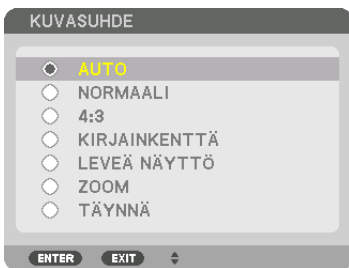 KUVASUHDE
AUTO
NORMAALI
4:3
KIRJAINKENTTÄ
LEVEÄ NÄYTTÖ
ZOOM
TÄYNNÄ
ENTER EXIT